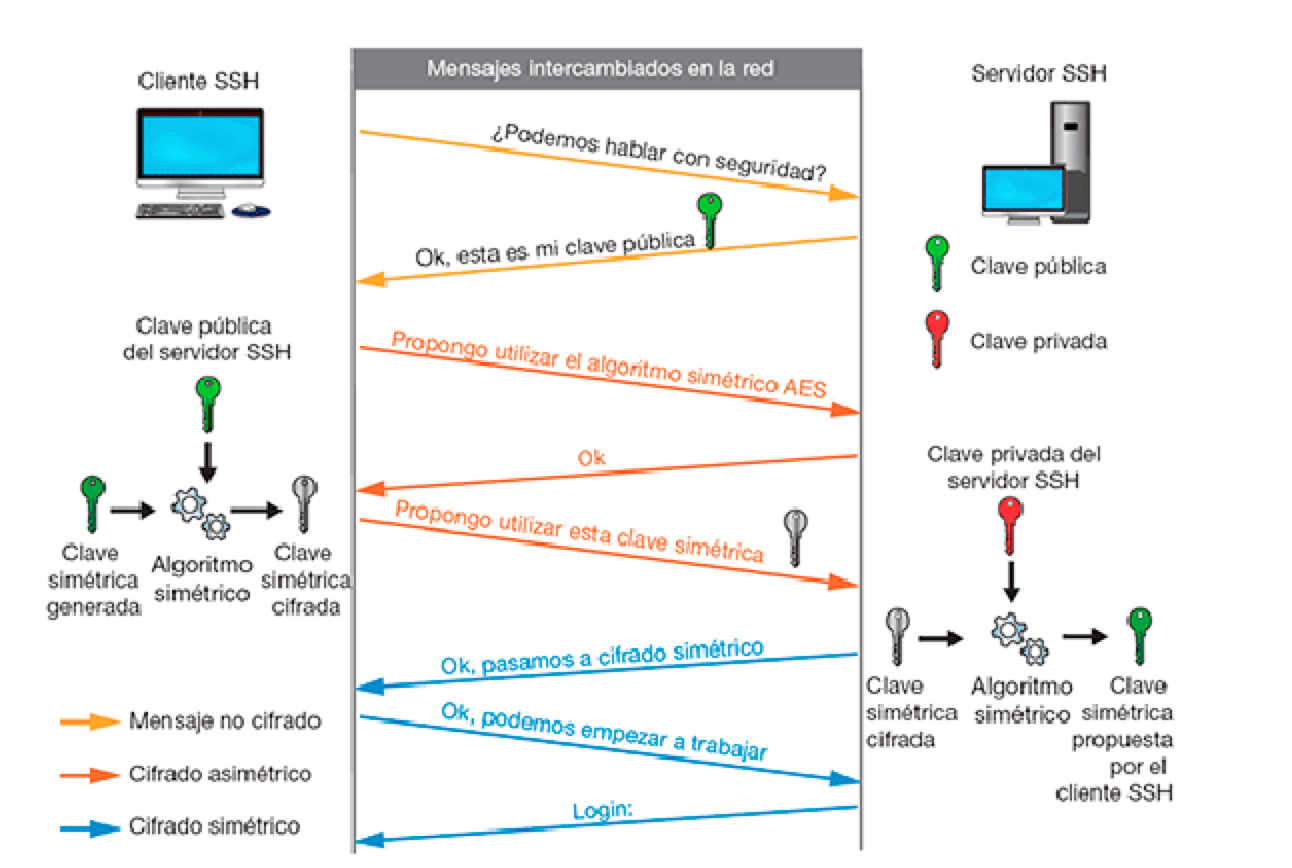 Mensajes intercambiados en la red
Cliente SSH
Servidor SSH
¿Podemos hablar con seguridad?
Ok, esta es mi clave pública
Clave pública
Clave privada
Clave pública
del servidor SSH
Propongo utilizar el algoritmo simétrico AES
Ok
Clave privada del
servidor SSH
Propongo utilizar esta clave simétrica
Clave
simétrica
generada
Algoritmo
simétrico
Clave
simétrica
cifrada
Ok, pasamos a cifrado simétrico
Clave
simétrica
cifrada
Algoritmo
simétrico
Clave
simétrica
propuesta
por el
cliente SSH
Ok, podemos empezar a trabajar
Login:
Mensaje no cifrado
Cifrado asimétrico
Cifrado simétrico